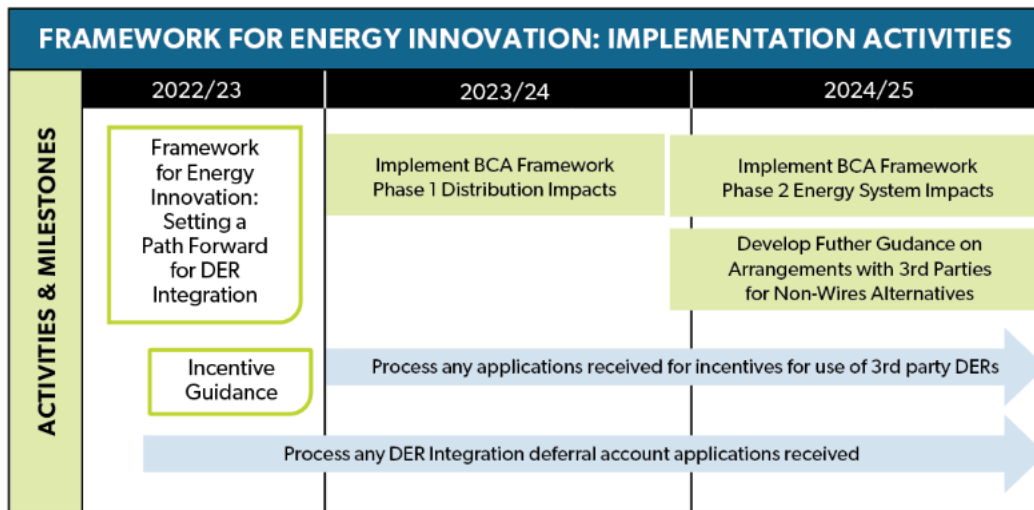 FRAMEWORK FOR ENERGY INNOVATION: IMPLEMENTATION ACTIVITIES
ACTIVITIES & MILESTONES
2022/23
2023/24
2024/25
Framework
for Energy
Innovation:
Setting a
Path Forward
for DER
Integration
Implement BCA Framework
Phase 1 Distribution Impacts
Implement BCA Framework
Phase 2 Energy System Impacts
Develop Futher Gudance on
Arrangements with 3rd Parties
for Non-Wires Alternatives
Incentive
Guidance
Process any applications received for incentives for use of 3rd party DERs
Process any DER Integration deferral account applications received